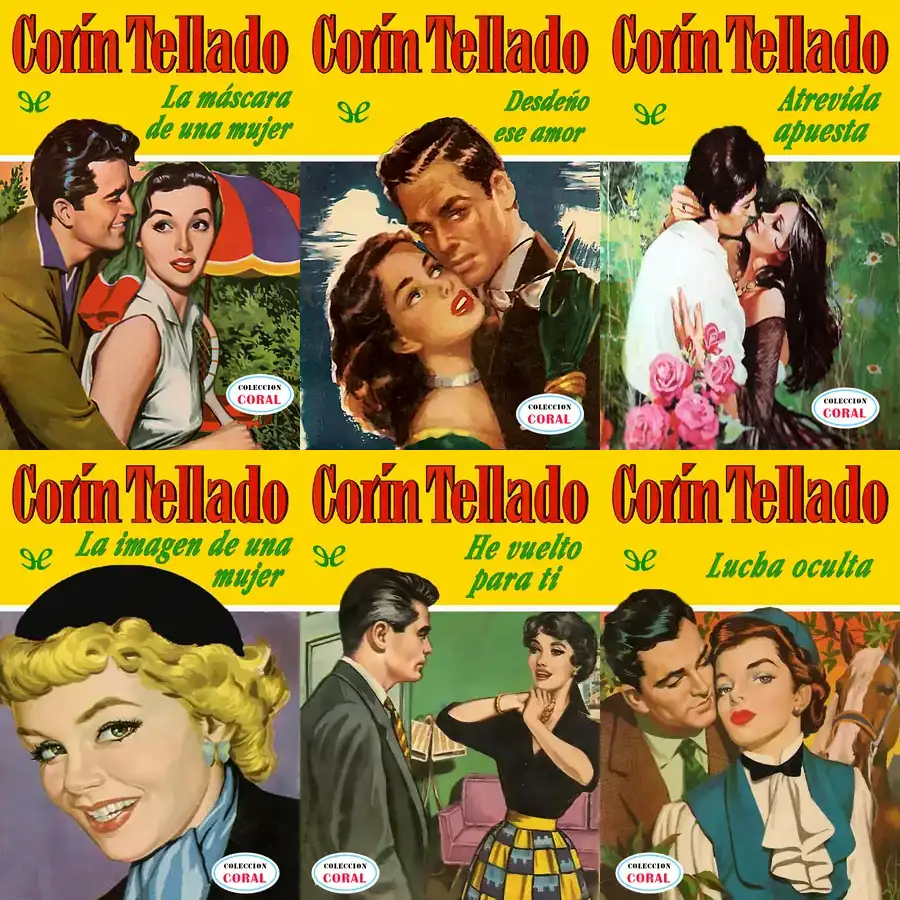 Corín Tellado
La máscara
de una mujer
COLECCION
CORAL
Corín Tellado
Desdeño
ese amor
COLECCION
CORAL
Corín Tellado
Atrevida
apuesta
COLECCION
CORAL
Corín Tellado
La imagen de una
mujer
COLECCION
CORAL
Corín Tellado
He vuelto
para ti
COLECCION
CORAL
Corín Tellado
Lucha oculta
COLECCION
CORAL